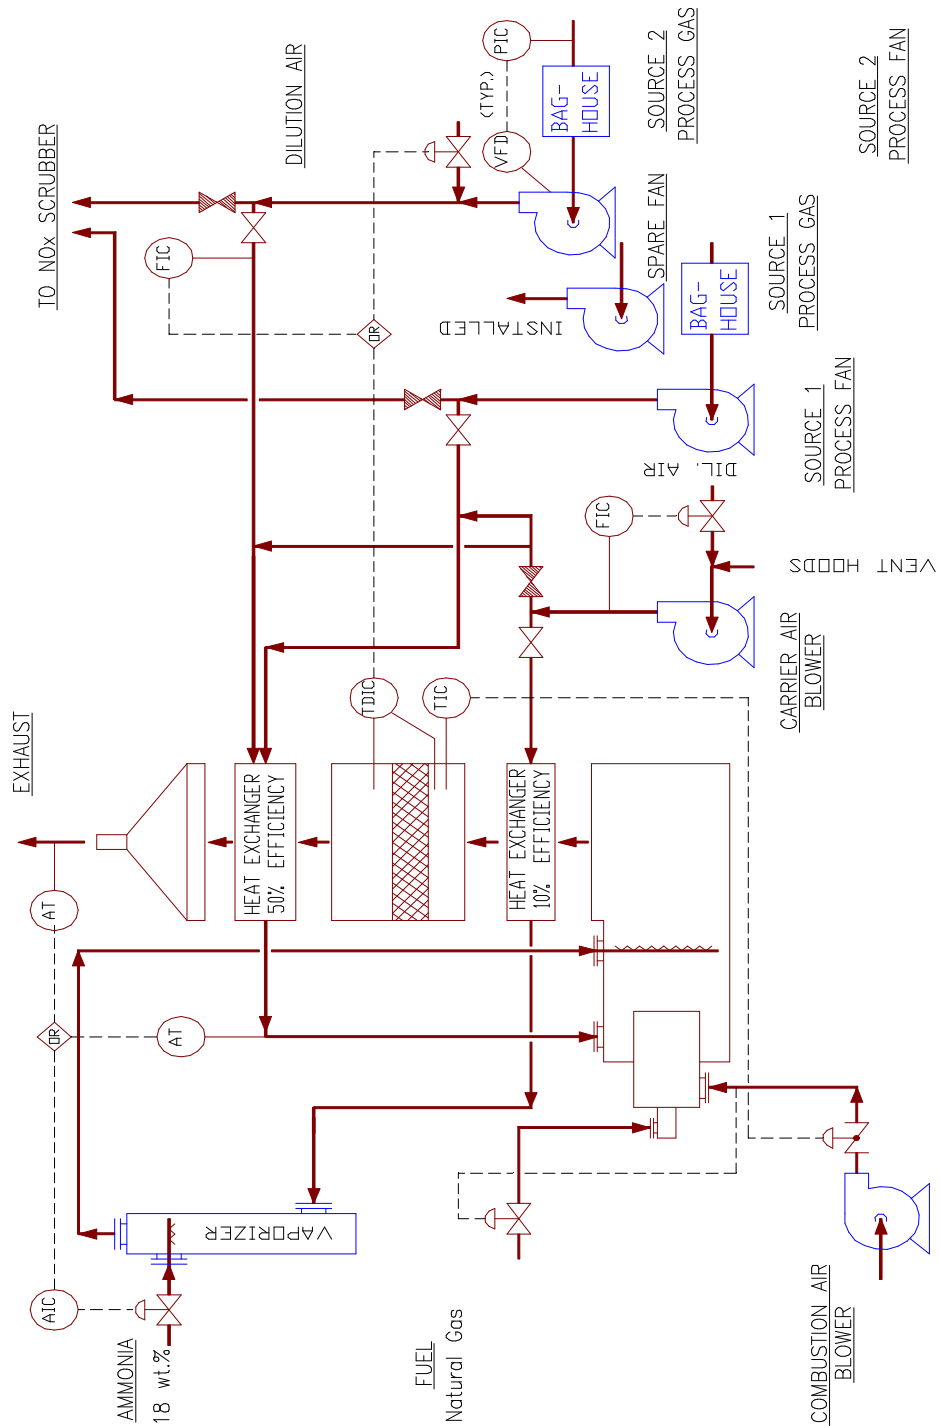 TO NOx SCRUBBBER
DILUTION AIR
FIC
OR
(TYP.)
PIC
VFD
BAG-
HOUSE
SOURCE 2
PROCESS GAS
SOURCE 2
PROCESS FAN
SPARE FAN
INSTALLED
BAG-
HOUSE
SOURCE 1
PROCESS GAS
SOURCE 1
PROCESS FAN
DIL. AIR
FIC
VENT HOODS
CARRIER AIR
BLOWER
EXHAUST
TDIC
TIC
HEAT EXCHANGER
50% EFFICIENCY
HEAT EXCHANGER
10% EFFICIENCY
AT
OR
AT
AIC
VAPORIZER
AMMONIA
18 wt.%
FUEL
Natural Gas
COMBUSTION AIR
BLOWER